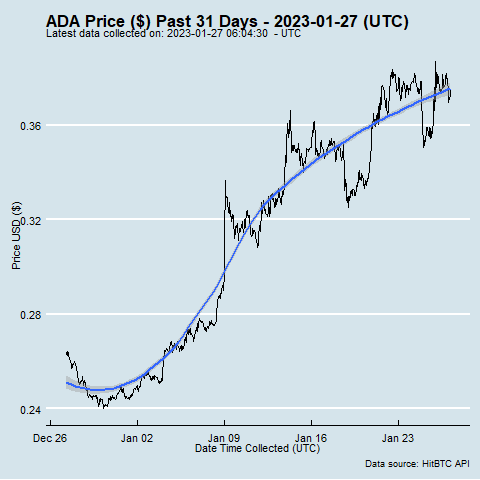 ADA Price ($) Past 31 Days - 2023-01-27 (UTC)
Latest data collected on: 2023-01-27 06:04:30 - UTC
0.36
0.32
0.28
0.24
Price USD ($)
Dec 26 Jan 02 Jan 09 Jan 16 Jan 23
Date Time Collected (UTC)
Data source: HitBTC API